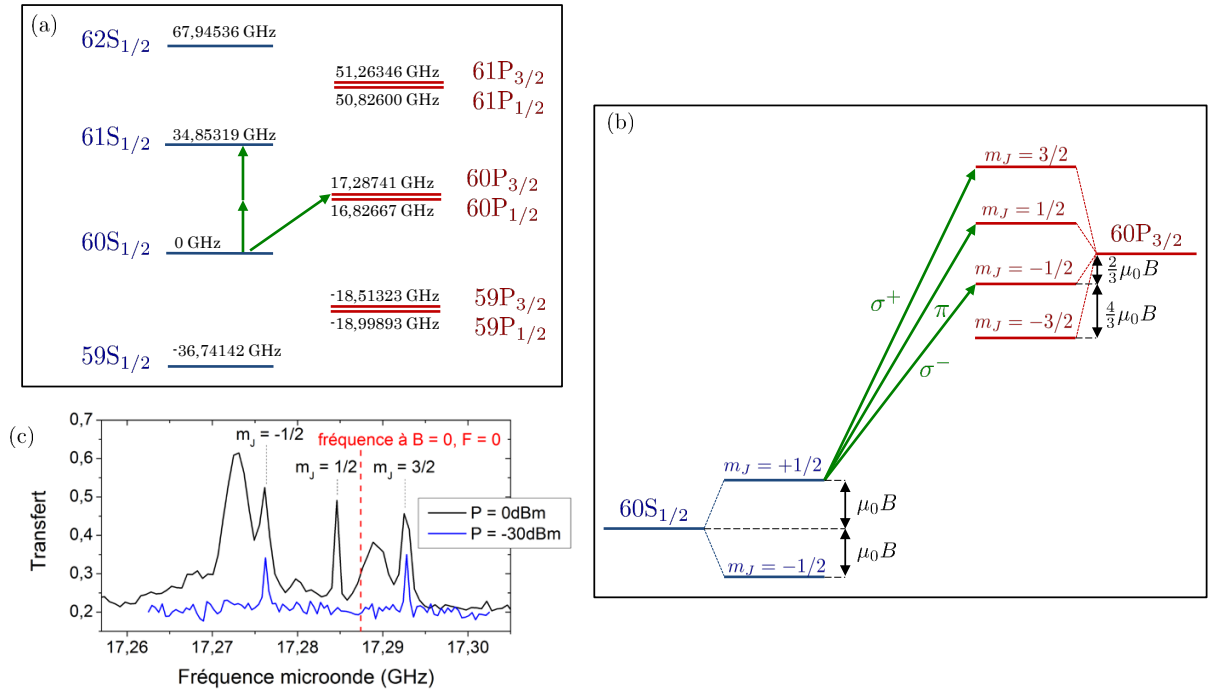 (a)
62S1/2
67,94536 GHz
51,26346 GHz
61P3/2
50,82600 GHz
61P1/2
61S1/2
34,85319 GHz
17,28741 GHz
60P3/2
16,82667 GHz
60P1/2
60S1/2
0 GHz
-18,51323 GHz
59P3/2
-18,99893 GHz
59P1/2
59S1/2
-36,74142 GHz
(b)
mJ = 3/2
mJ = 1/2
60P3/2
mJ = −1/2
2/3 μ0B
mJ = −3/2
4/3 μ0B
σ+
π
σ−
mJ = +1/2
μ0B
60S1/2
μ0B
mJ = −1/2
(c)
0,7
0,6
0,5
0,4
0,3
0,2
Transfert
mJ = -1/2
fréquence à B = 0, F = 0
mJ = 1/2
mJ = 3/2
P = 0dBm
P = -30dBm
17,26
17,27
17,28
17,29
17,30
Fréquence microonde (GHz)